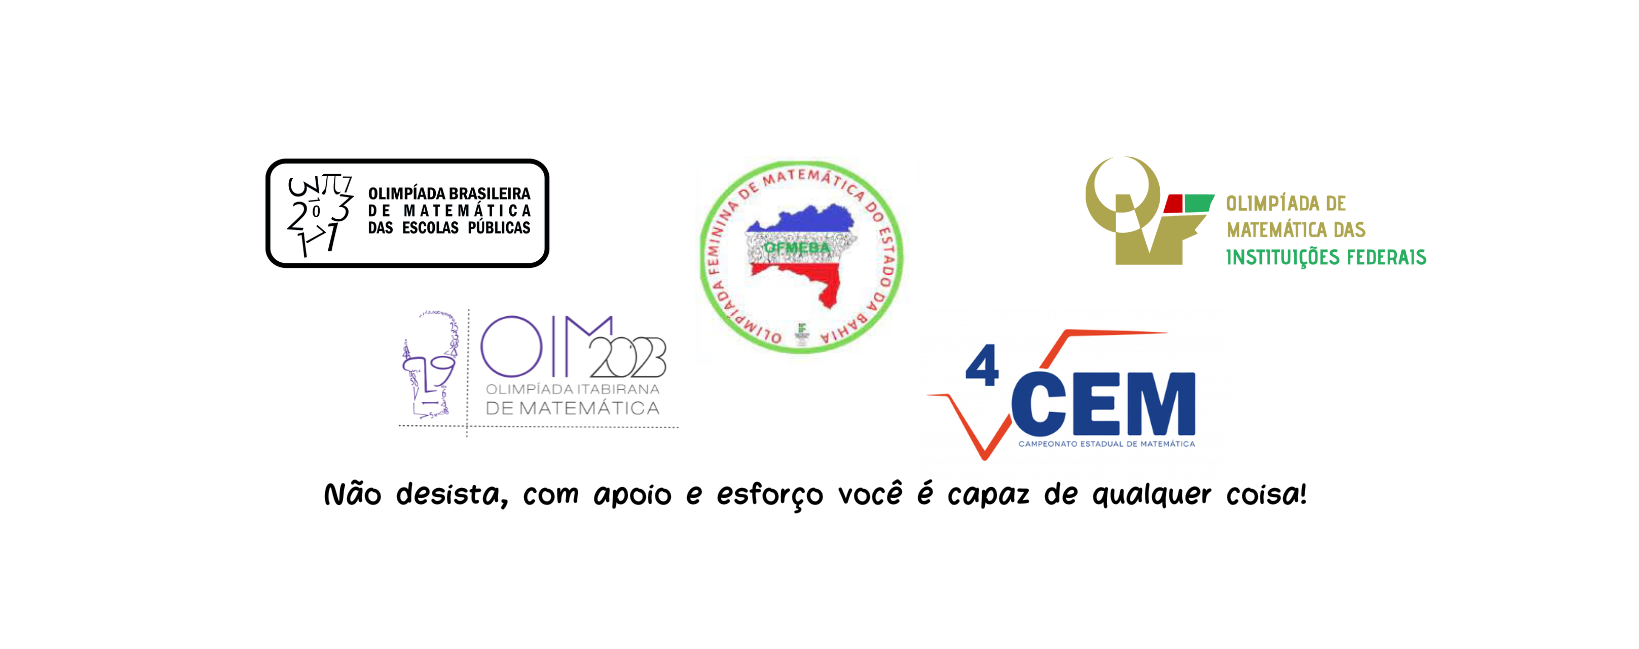 OLIMPÍADA BRASILEIRA
DE MATEMÁTICA
DAS ESCOLAS PÚBLICAS
OLIMPÍADA FEMININA DE MATEMÁTICA DO ESTADO DA BAHIA
OFMEBA
OLIMPÍADA DE
MATEMÁTICA DAS
INSTITUIÇÕES FEDERAIS
OIM2023
OLIMPÍADA ITABIRANA
DE MATEMÁTICA
4
CEM
CAMPEONATO ESTADUAL DE MATEMÁTICA
Não desista, com apoio e esforço você é capaz de qualquer coisa!